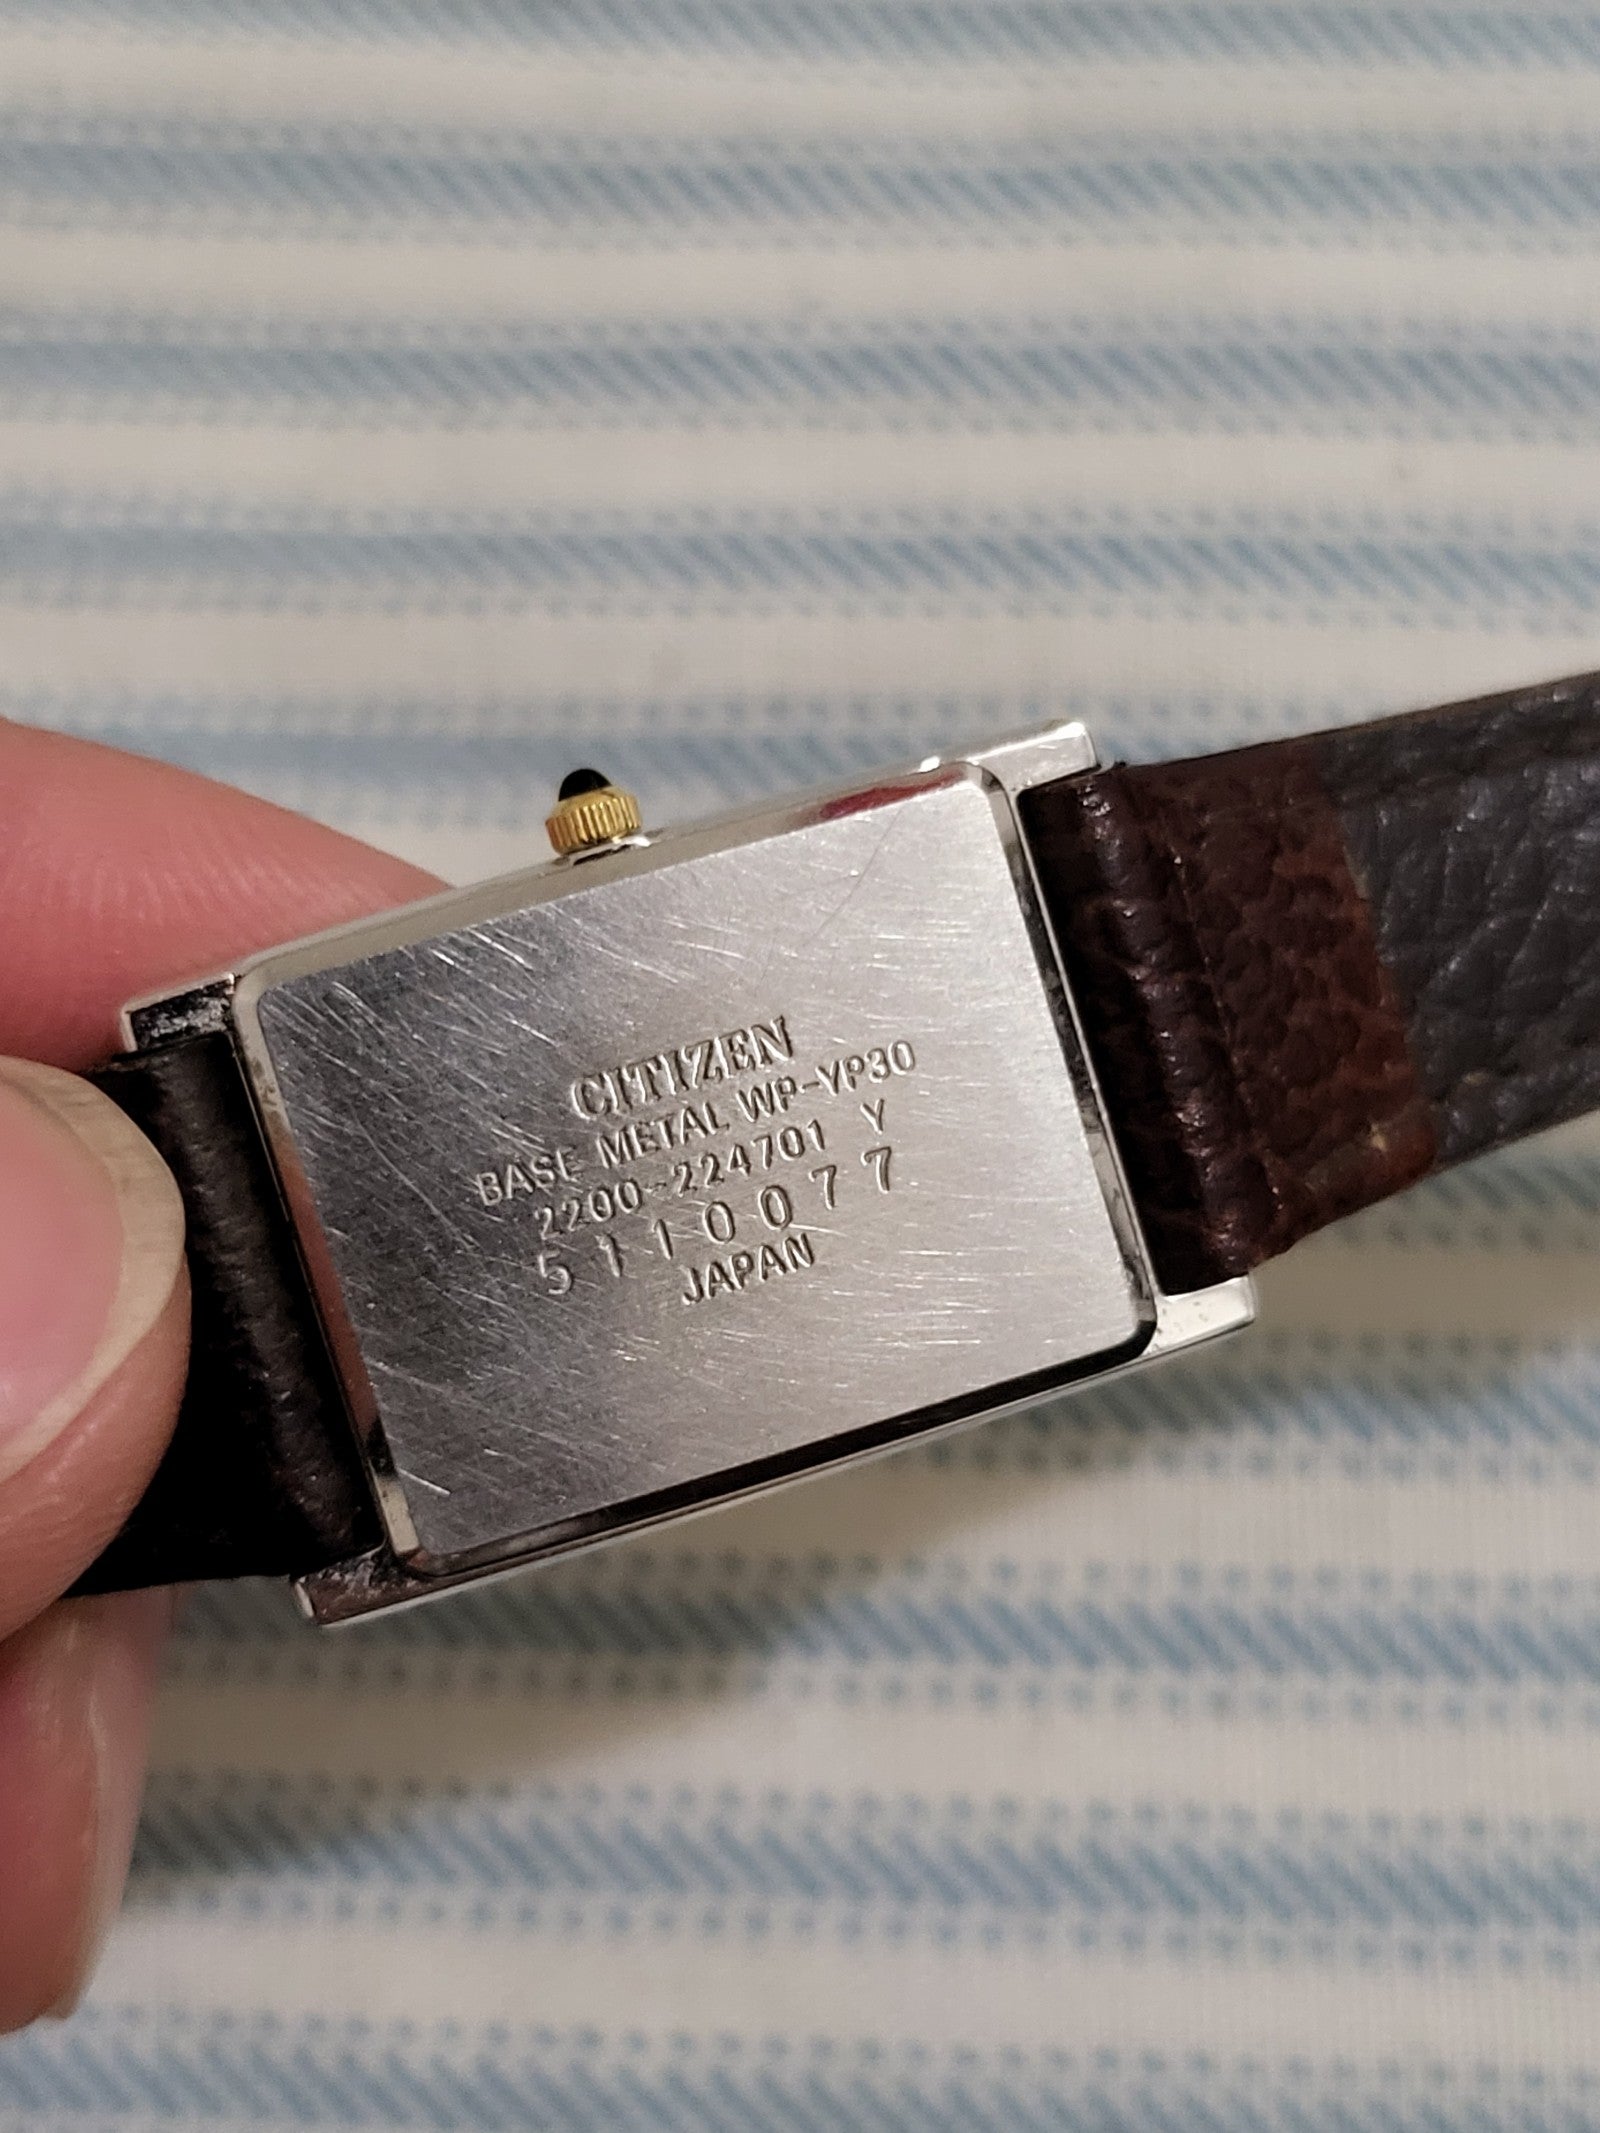 CITIZEN
BASE METAL WP-YP30
2200-224701 Y
5110077
JAPAN